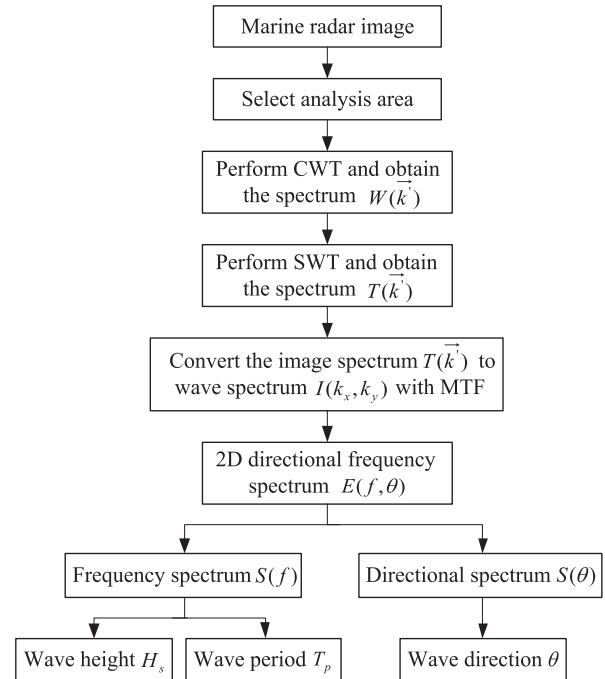 Marine radar image
Select analysis area
Perform CWT and obtain
the spectrum W(k⃗')
Perform SWT and obtain
the spectrum T(k⃗')
Convert the image spectrum T(k⃗') to
wave spectrum I(kₓ,k_y) with MTF
2D directional frequency
spectrum E(f,θ)
Frequency spectrum S(f)
Directional spectrum S(θ)
Wave height Hₛ
Wave period Tₚ
Wave direction θ